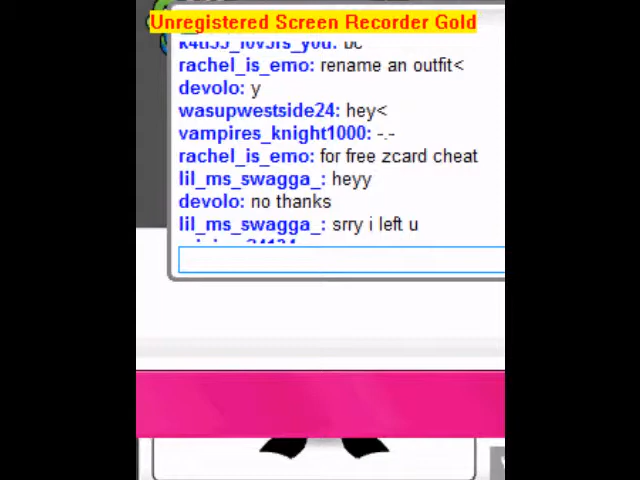 Unregistered Screen Recorder Gold
rachel_is_emo: rename an outfit<
devolo: y
wasupwestside24: hey<
vampires_knight1000: -.-
rachel_is_emo: for free zcard cheat
lil_ms_swagga_: heyy
devolo: no thanks
lil_ms_swagga_: srry i left u